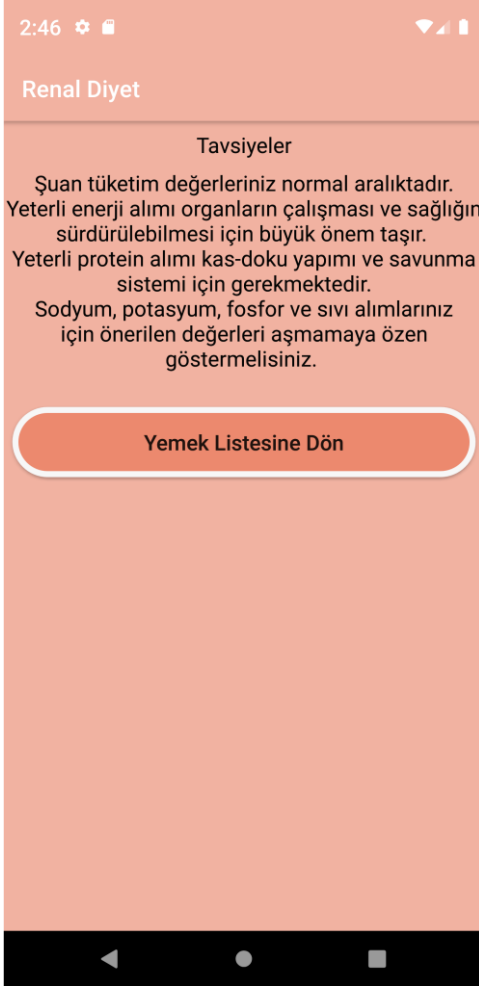 2:46
Renal Diyet
Tavsiyeler
Şuan tüketim değerleriniz normal aralıktadır.
Yeterli enerji alımı organların çalışması ve sağlığın
sürdürülebilmesi için büyük önem taşır.
Yeterli protein alımı kas-doku yapımı ve savunma
sistemi için gerekmektedir.
Sodyum, potasyum, fosfor ve sıvı alımlarınız
için önerilen değerleri aşmamaya özen
göstermelisiniz.
Yemek Listesine Dön